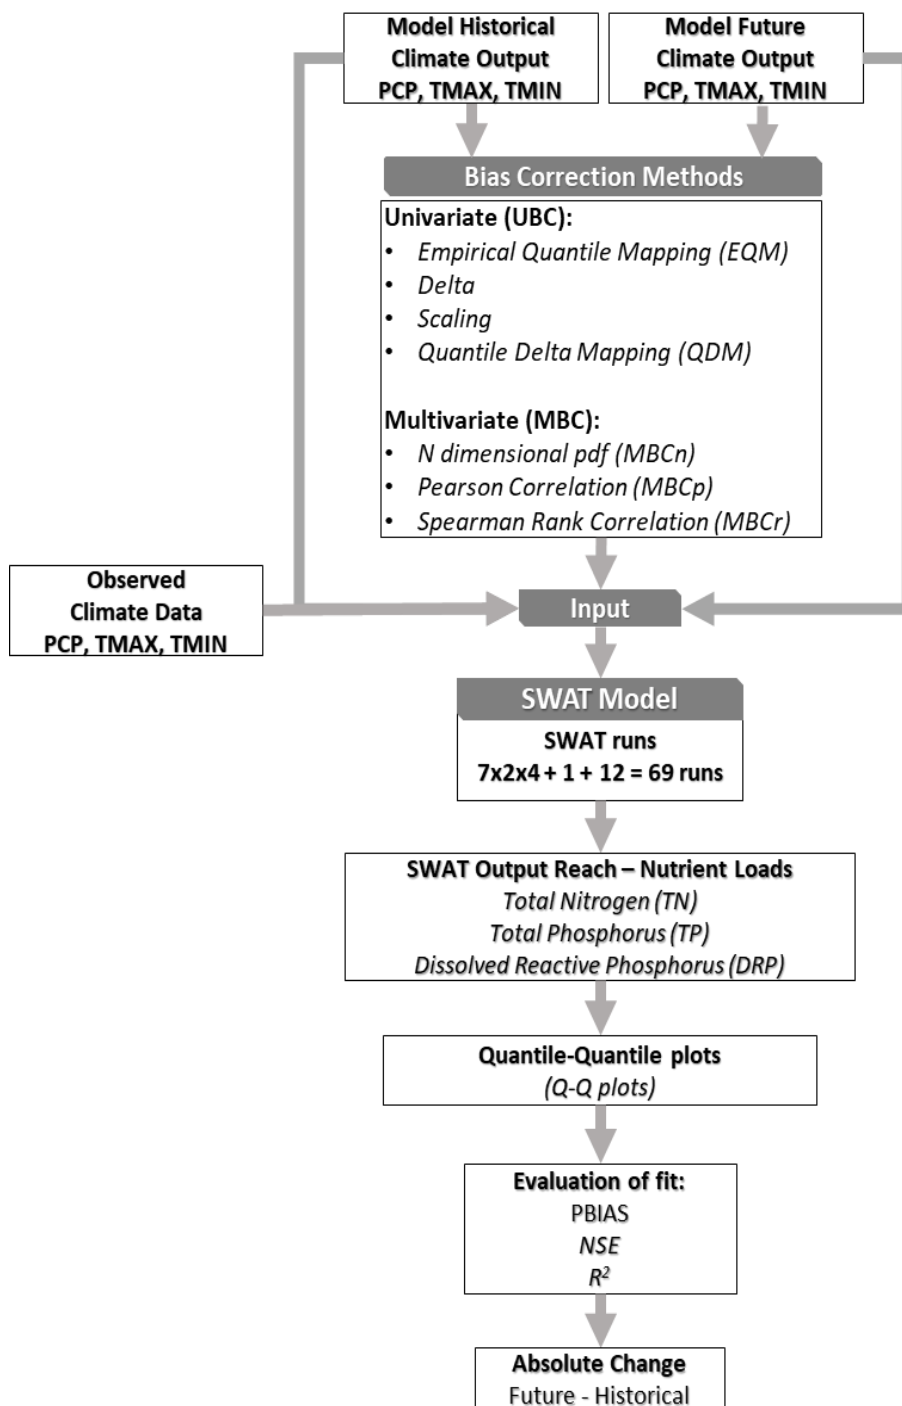 Model Historical
Climate Output
PCP, TMAX, TMIN
Model Future
Climate Output
PCP, TMAX, TMIN
Bias Correction Methods
Univariate (UBC):
• Empirical Quantile Mapping (EQM)
• Delta
• Scaling
• Quantile Delta Mapping (QDM)
Multivariate (MBC):
• N dimensional pdf (MBCn)
• Pearson Correlation (MBCp)
• Spearman Rank Correlation (MBCr)
Observed
Climate Data
PCP, TMAX, TMIN
Input
SWAT Model
SWAT runs
7x2x4 + 1 + 12 = 69 runs
SWAT Output Reach – Nutrient Loads
Total Nitrogen (TN)
Total Phosphorus (TP)
Dissolved Reactive Phosphorus (DRP)
Quantile-Quantile plots
(Q-Q plots)
Evaluation of fit:
PBIAS
NSE
R²
Absolute Change
Future - Historical